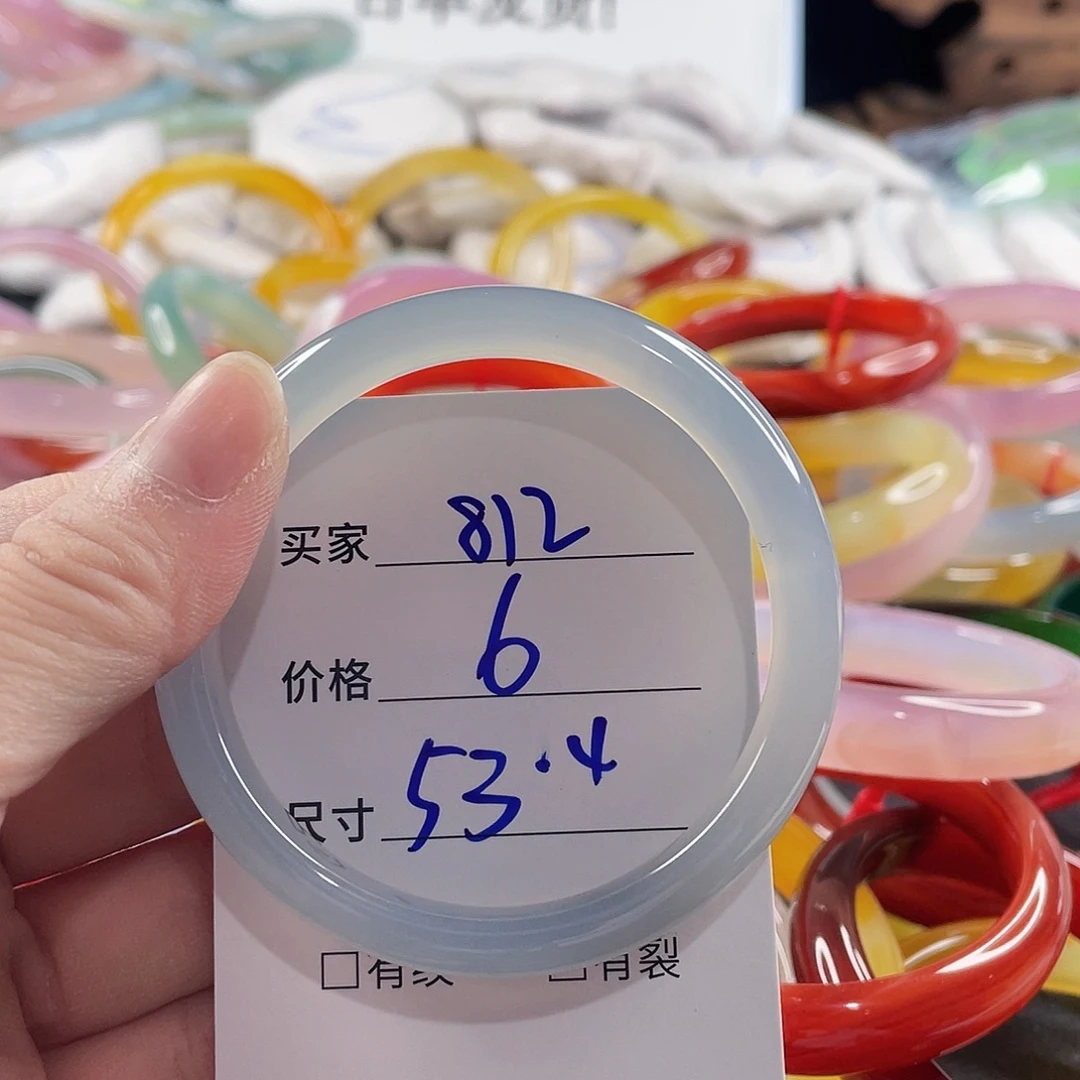 买家 812
价格 6
尺寸 53.4
□有纹 □有裂